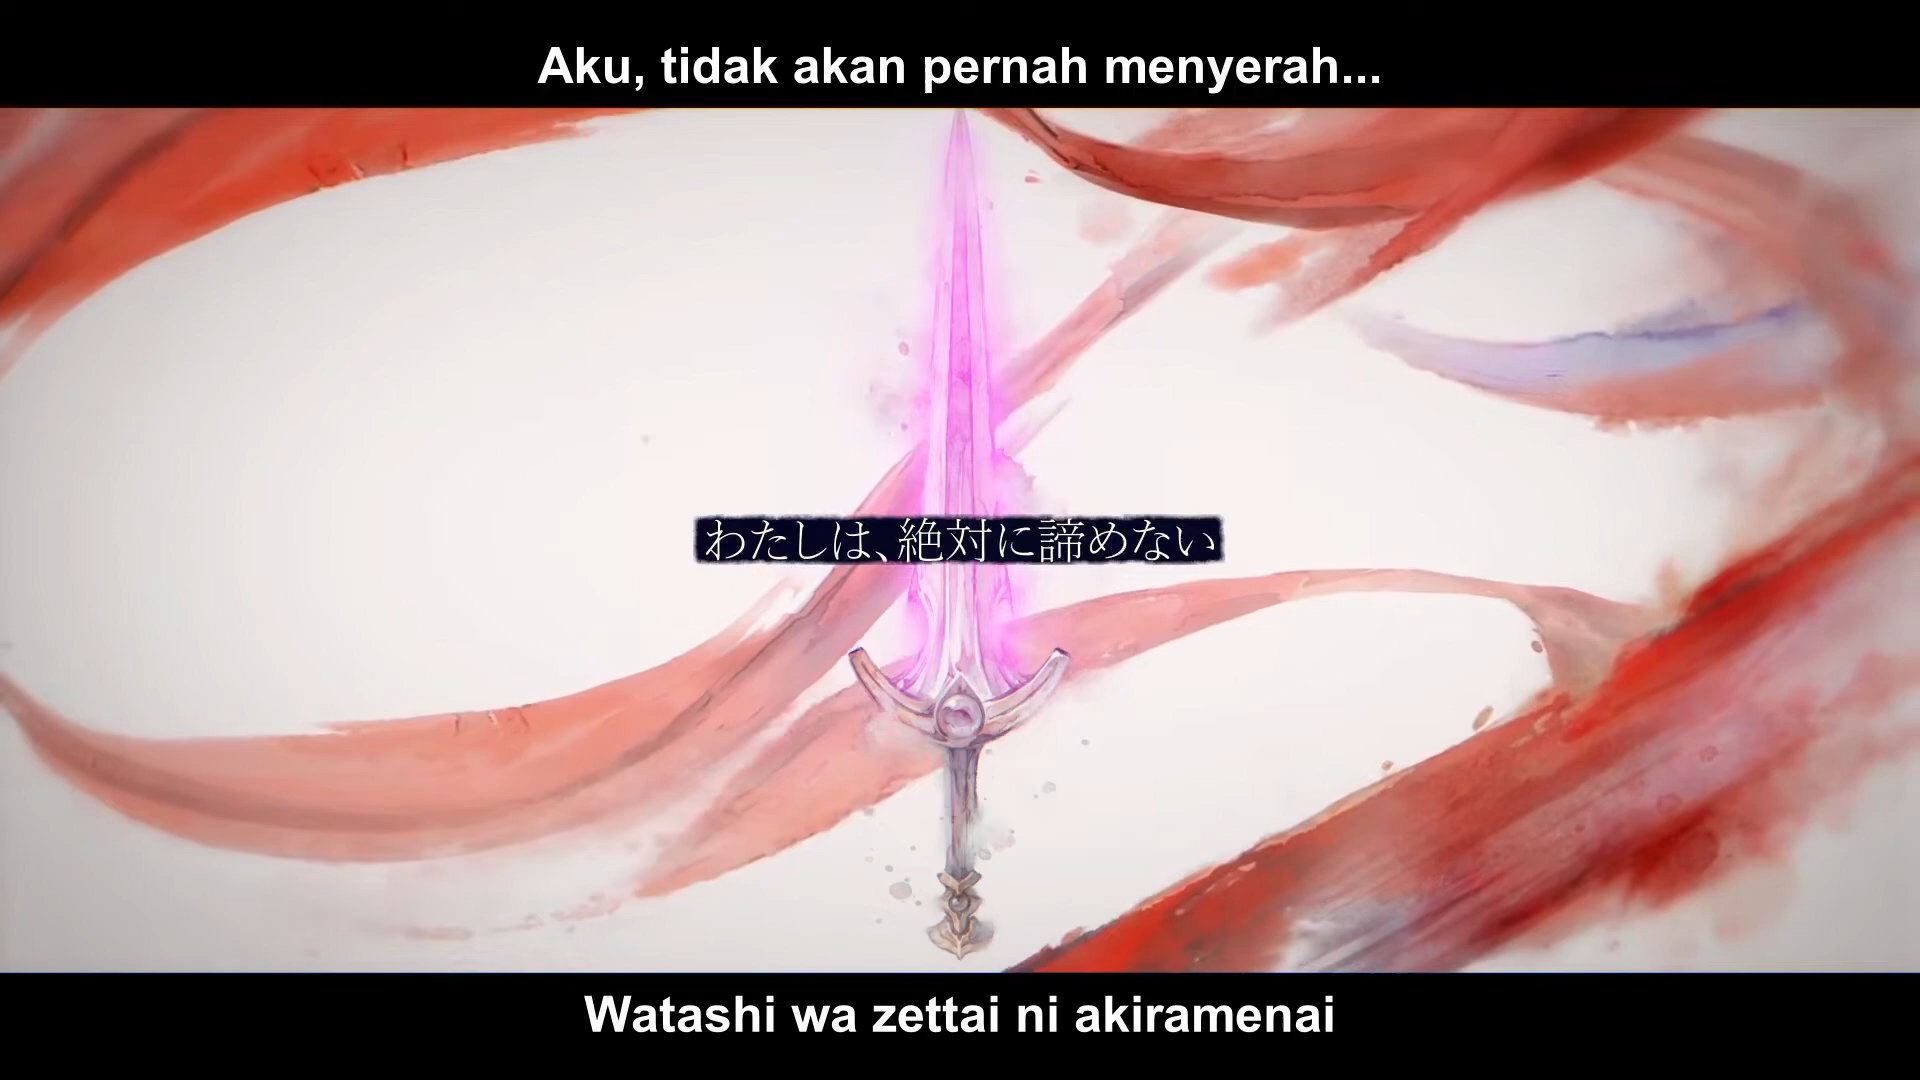 Aku, tidak akan pernah menyerah...
わたしは、絶対に諦めない
Watashi wa zettai ni akiramenai